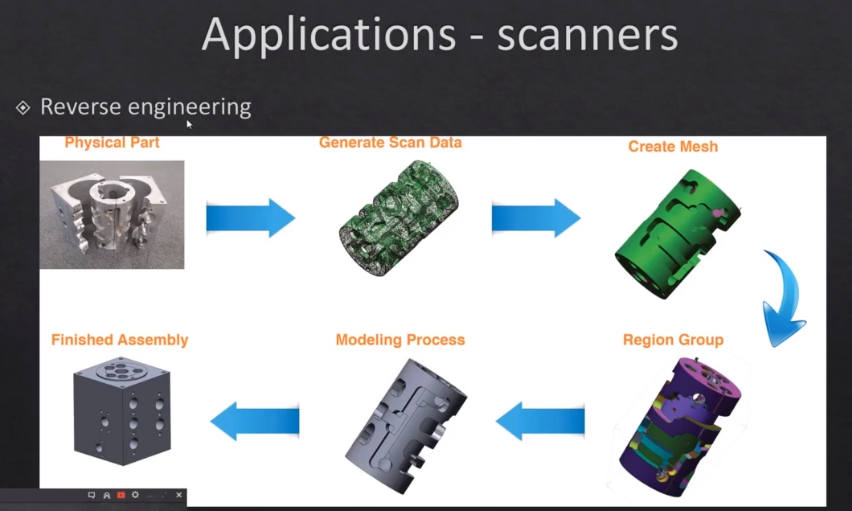 Applications - scanners
Reverse engineering
Physical Part
Generate Scan Data
Create Mesh
Finished Assembly
Modeling Process
Region Group